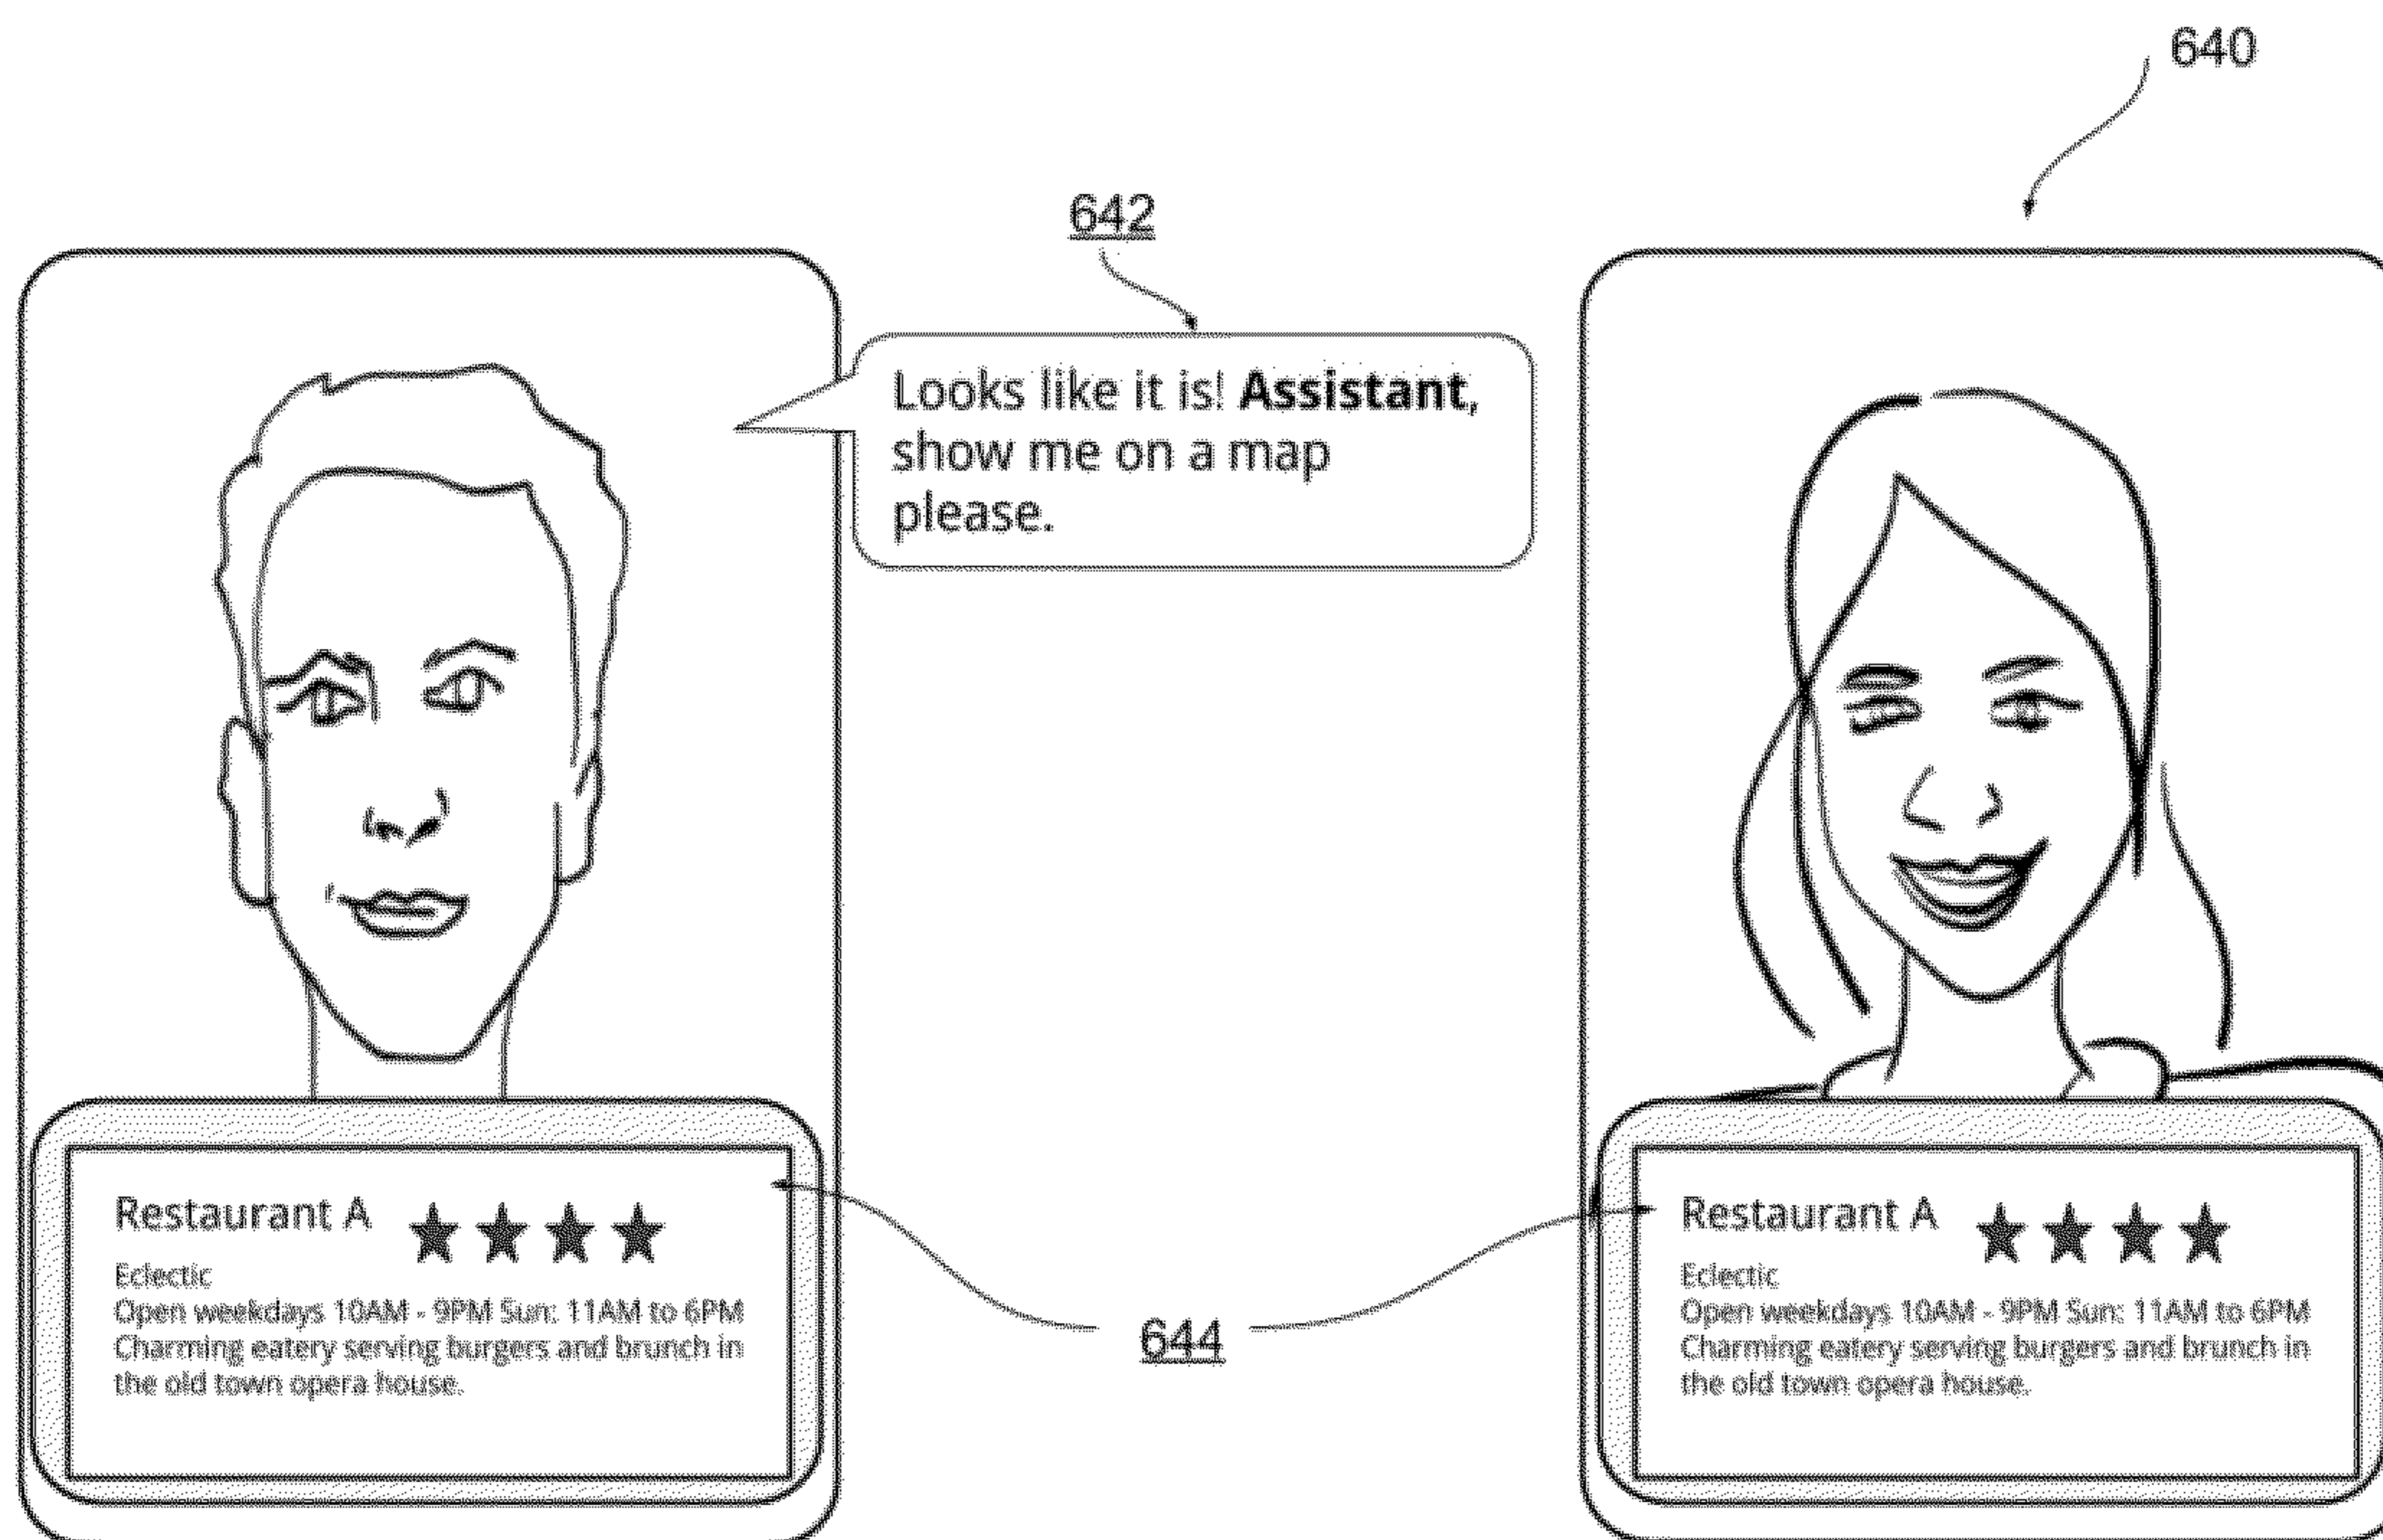 640
642
Looks like it is! Assistant,
show me on a map
please.
Restaurant A ★ ★ ★ ★
Eclectic
Open weekdays 10AM - 9PM Sun: 11AM to 6PM
Charming eatery serving burgers and brunch in
the old town opera house.
644
Restaurant A ★ ★ ★ ★
Eclectic
Open weekdays 10AM - 9PM Sun: 11AM to 6PM
Charming eatery serving burgers and brunch in
the old town opera house.